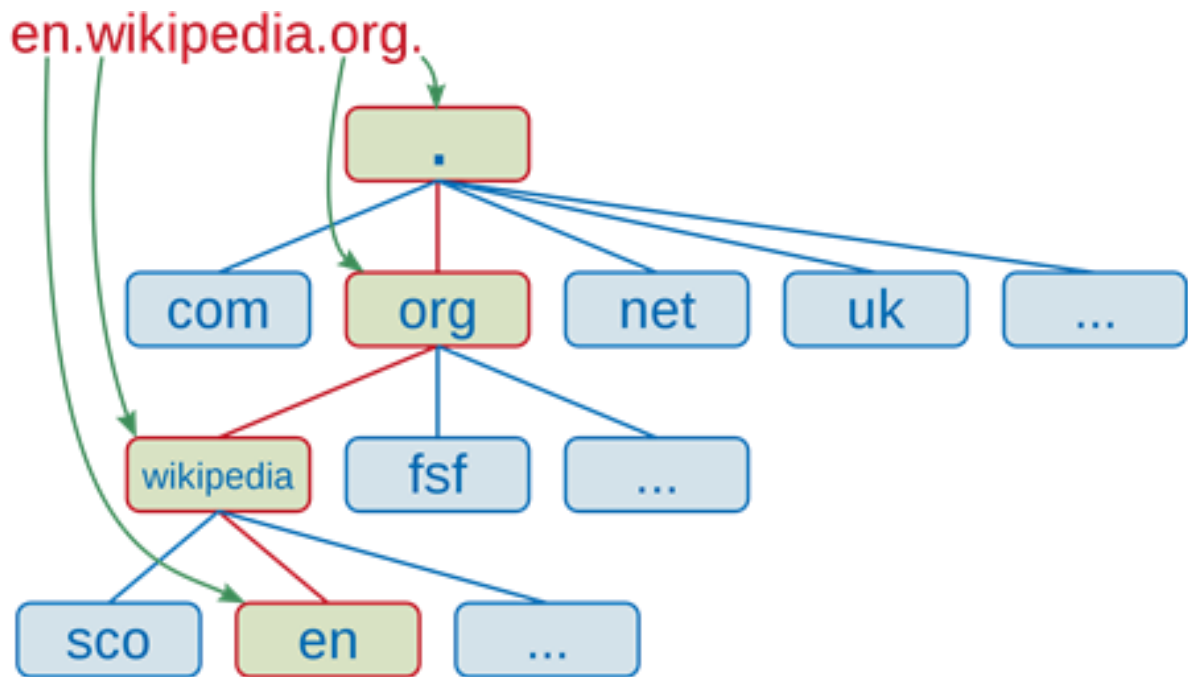 en.wikipedia.org.
.
com org net uk ...
wikipedia fsf ...
sco en ...